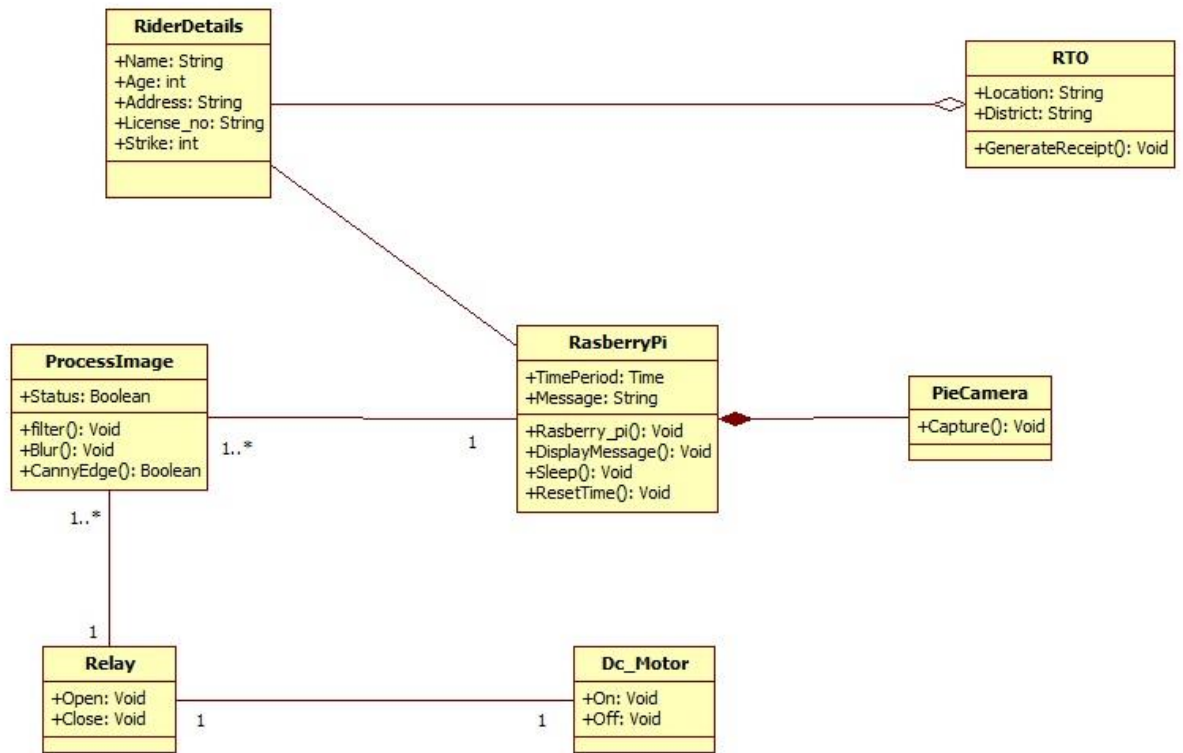 RiderDetails
+Name: String
+Age: int
+Address: String
+License_no: String
+Strike: int
RTO
+Location: String
+District: String
+GenerateReceipt(): Void
ProcessImage
+Status: Boolean
+filter(): Void
+Blur(): Void
+CannyEdge(): Boolean
1..*
1
RasberryPi
+TimePeriod: Time
+Message: String
+Rasberry_pi(): Void
+DisplayMessage(): Void
+Sleep(): Void
+ResetTime(): Void
PieCamera
+Capture(): Void
1..*
1
Relay
+Open: Void
+Close: Void
1
1
Dc_Motor
+On: Void
+Off: Void